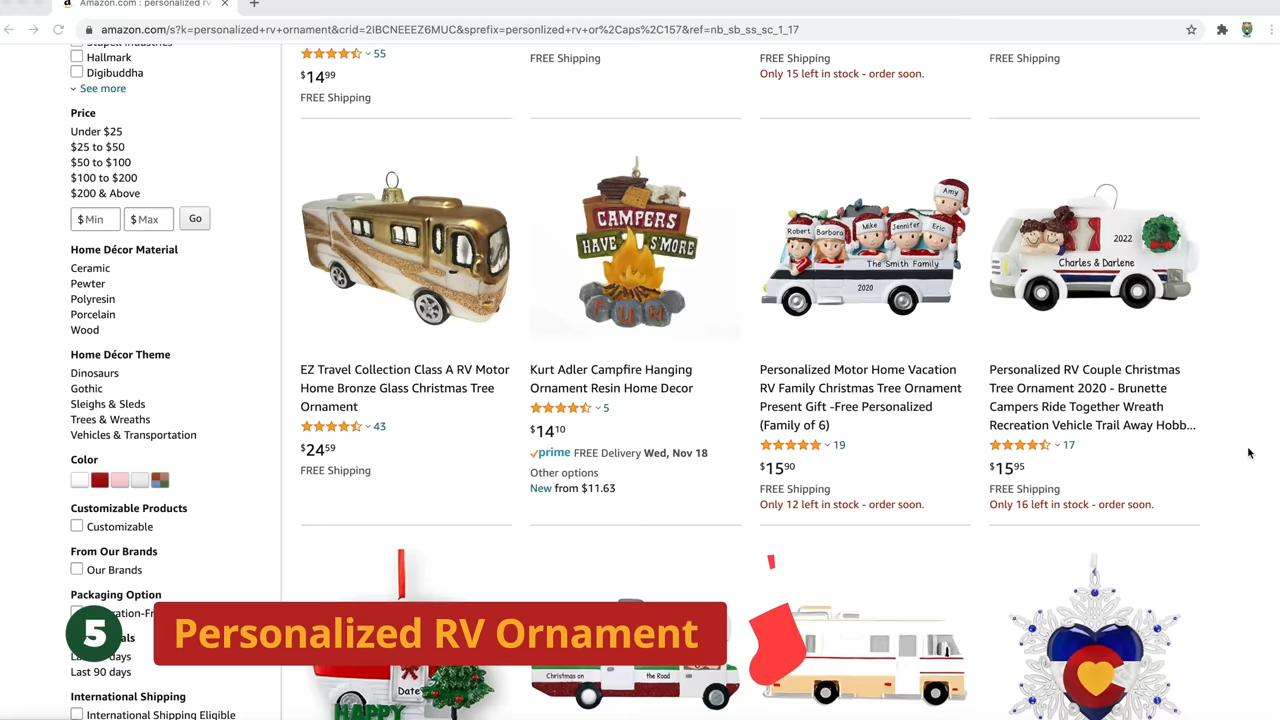 Amazon.com : personalized rv
amazon.com/s?k=personalized+rv+ornament&crid=2IBCNEEEZ6MUC&sprefix=personlized+rv+or%2Caps%2C157&ref=nb_sb_ss_sc_1_17
Stapell Industries
Hallmark
Digibuddha
See more
Price
Under $25
$25 to $50
$50 to $100
$100 to $200
$200 & Above
$ Min $ Max Go
Home Décor Material
Ceramic
Pewter
Polyresin
Porcelain
Wood
Home Décor Theme
Dinosaurs
Gothic
Sleighs & Sleds
Trees & Wreaths
Vehicles & Transportation
Color
Customizable Products
Customizable
From Our Brands
Our Brands
Packaging Option
Last 90 days
International Shipping
International Shipping Eligible
55
$14.99
FREE Shipping
FREE Shipping
FREE Shipping
Only 15 left in stock - order soon.
FREE Shipping
EZ Travel Collection Class A RV Motor
Home Bronze Glass Christmas Tree
Ornament
43
$24.59
FREE Shipping
CAMPERS
HAVE S'MORE
FUN
Kurt Adler Campfire Hanging
Ornament Resin Home Decor
5
$14.10
prime FREE Delivery Wed, Nov 18
Other options
New from $11.63
Amy
Robert Barbora Mike Jennifer Eric
The Smith Family
2020
Personalized Motor Home Vacation
RV Family Christmas Tree Ornament
Present Gift -Free Personalized
(Family of 6)
19
$15.90
FREE Shipping
Only 12 left in stock - order soon.
2022
Charles & Darlene
Personalized RV Couple Christmas
Tree Ornament 2020 - Brunette
Campers Ride Together Wreath
Recreation Vehicle Trail Away Hobb...
17
$15.95
FREE Shipping
Only 16 left in stock - order soon.
5
Personalized RV Ornament
Date
HAPPY
Christmas on the Road
C